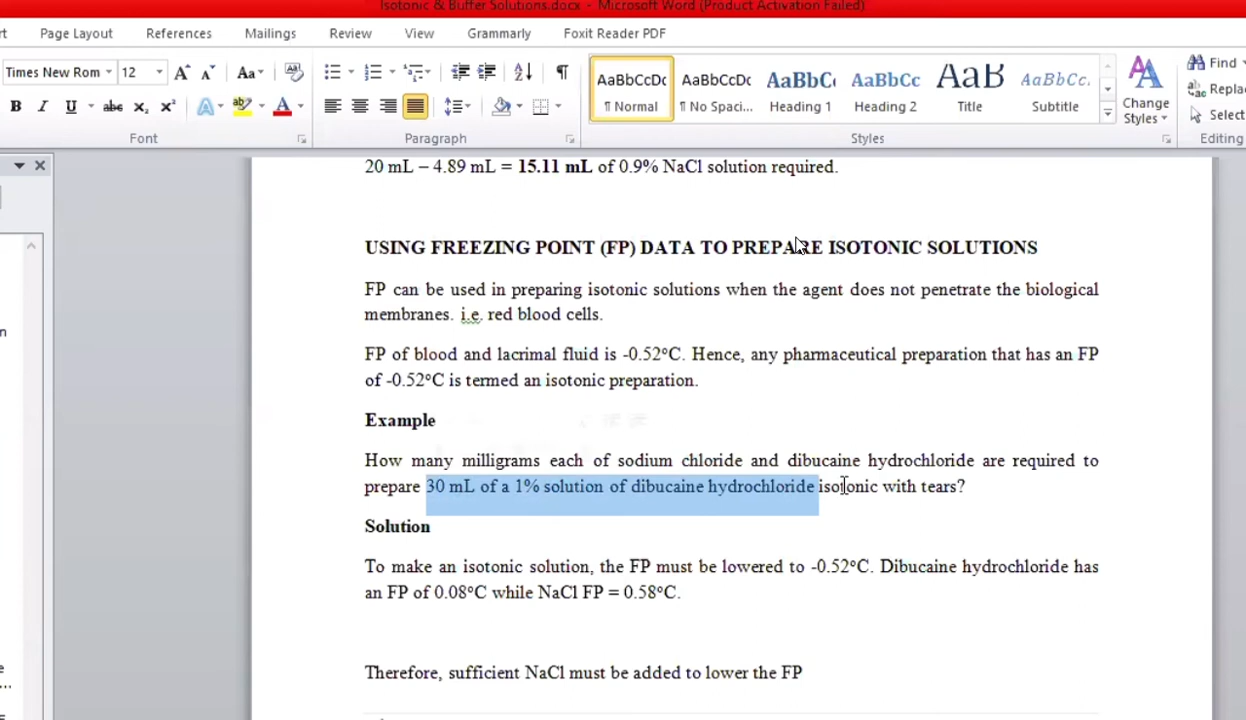 Isotonic & Buffer Solutions.docx - Microsoft Word (Product Activation Failed)
rt Page Layout References Mailings Review View Grammarly Foxit Reader PDF
Times New Rom 12 A A Aa AaBbCcDc AaBbCcDc AaBbC AaBbCc AaB AaBbCc. A Find
B I U abc x₂ x² A ab A ¶ Normal ¶ No Spaci... Heading 1 Heading 2 Title Subtitle Change Styles Replac Select
Font Paragraph Styles Editing
20 mL – 4.89 mL = 15.11 mL of 0.9% NaCl solution required.
USING FREEZING POINT (FP) DATA TO PREPARE ISOTONIC SOLUTIONS
FP can be used in preparing isotonic solutions when the agent does not penetrate the biological
membranes. i.e. red blood cells.
FP of blood and lacrimal fluid is -0.52°C. Hence, any pharmaceutical preparation that has an FP
of -0.52°C is termed an isotonic preparation.
Example
How many milligrams each of sodium chloride and dibucaine hydrochloride are required to
prepare 30 mL of a 1% solution of dibucaine hydrochloride isotonic with tears?
Solution
To make an isotonic solution, the FP must be lowered to -0.52°C. Dibucaine hydrochloride has
an FP of 0.08°C while NaCl FP = 0.58°C.
Therefore, sufficient NaCl must be added to lower the FP